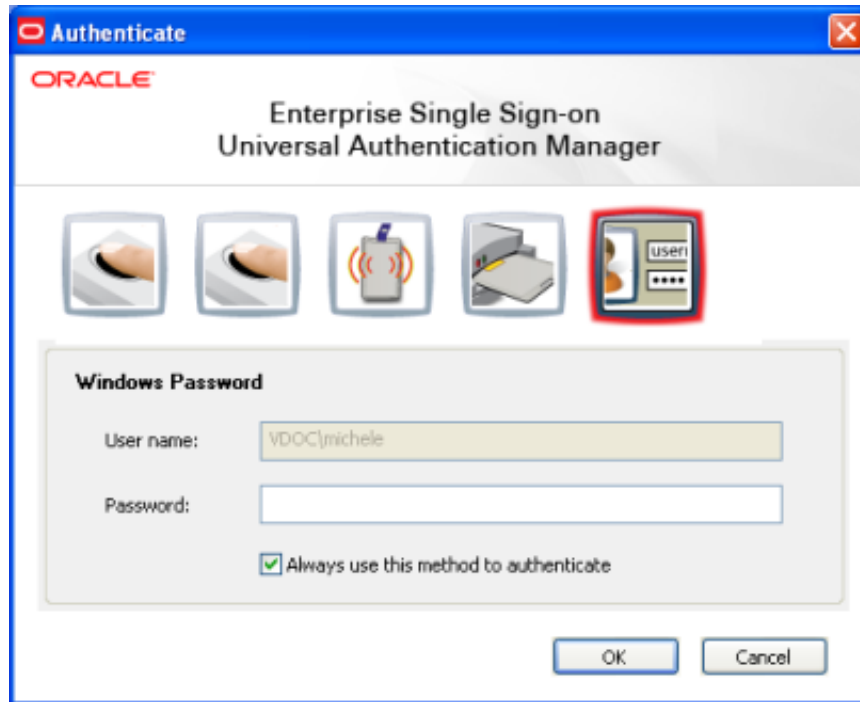 Authenticate
ORACLE
Enterprise Single Sign-on
Universal Authentication Manager
usern
••••
Windows Password
User name:
VDOC\michele
Password:
Always use this method to authenticate
OK
Cancel